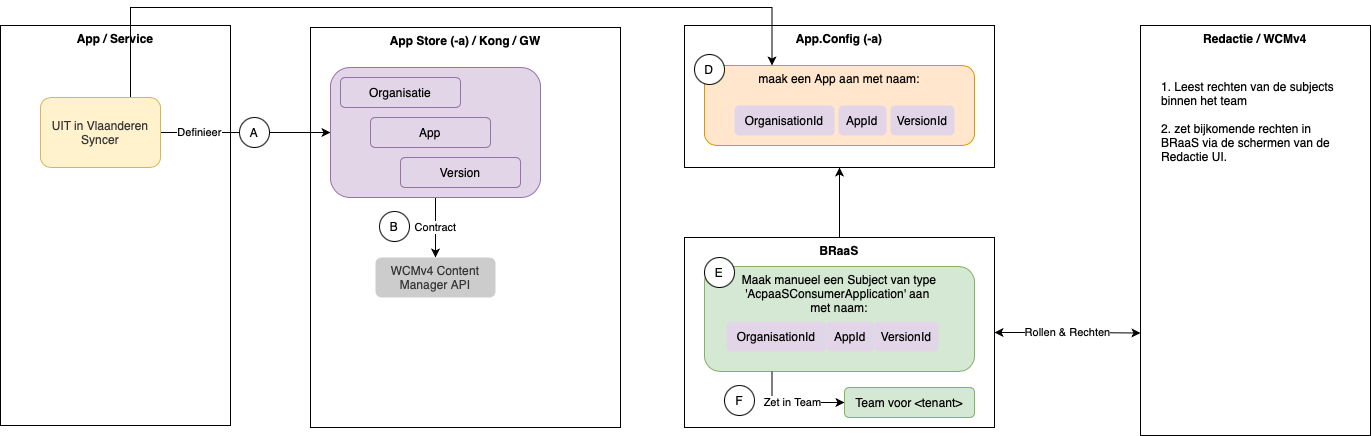 App / Service
UIT in Vlaanderen
Syncer
Definieer
A
App Store (-a) / Kong / GW
Organisatie
App
Version
B
Contract
WCMv4 Content
Manager API
App.Config (-a)
D
maak een App aan met naam:
OrganisationId
AppId
VersionId
BRaaS
E
Maak manueel een Subject van type
'AcpaaSConsumerApplication' aan
met naam:
OrganisationId
AppId
VersionId
F
Zet in Team
Team voor <tenant>
Rollen & Rechten
Redactie / WCMv4
1. Leest rechten van de subjects
binnen het team
2. zet bijkomende rechten in
BRaaS via de schermen van de
Redactie UI.